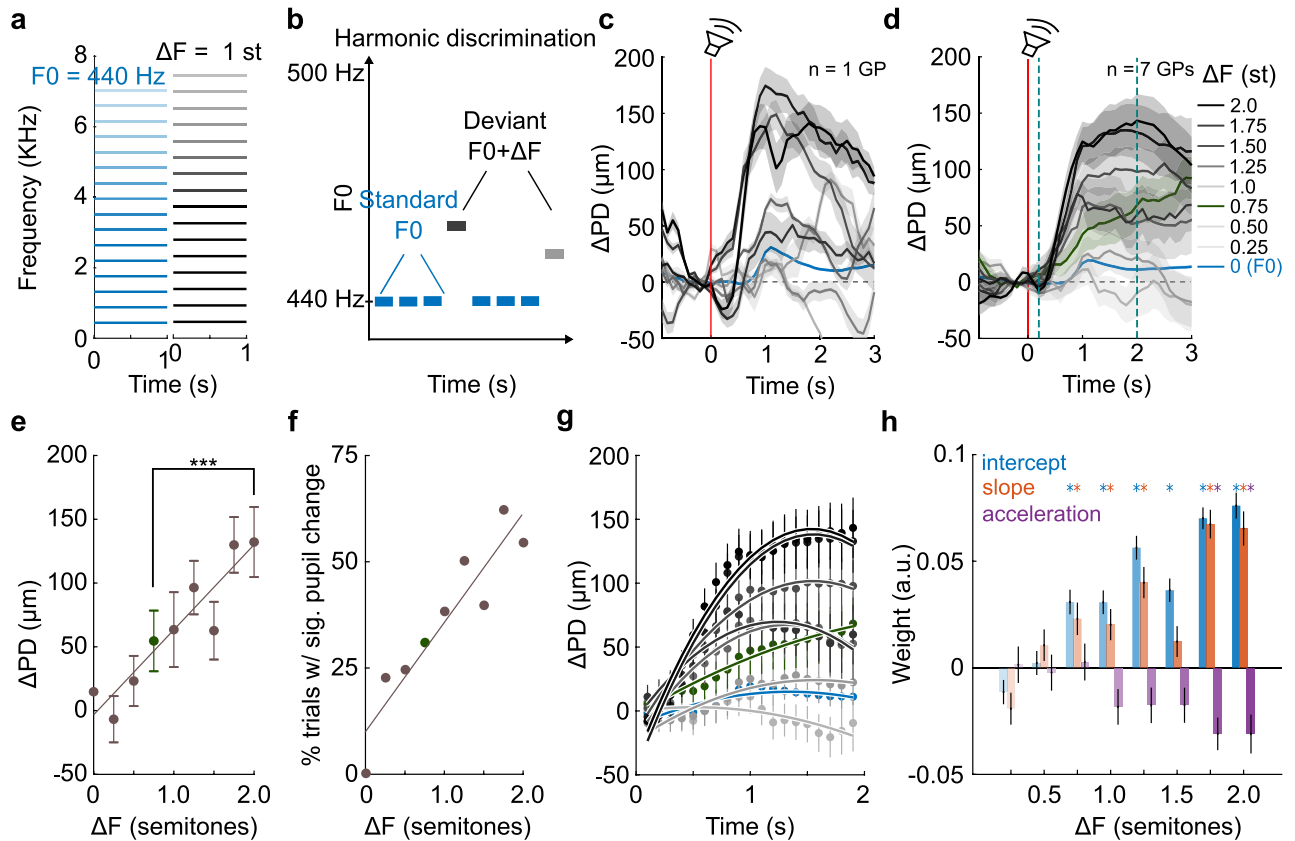 a
ΔF = 1 st
F0 = 440 Hz
8
6
4
2
0
Frequency (KHz)
0
1
0
1
Time (s)
b
Harmonic discrimination
500 Hz
Deviant
F0+ΔF
Standard
F0
440 Hz
F0
Time (s)
c
n = 1 GP
200
150
100
50
0
-50
ΔPD (µm)
0
1
2
3
Time (s)
d
n = 7 GPs
200
150
100
50
0
-50
ΔPD (µm)
0
1
2
3
Time (s)
ΔF (st)
2.0
1.75
1.50
1.25
1.0
0.75
0.50
0.25
0 (F0)
e
***
200
150
100
50
0
-50
ΔPD (µm)
0
1.0
2.0
ΔF (semitones)
f
75
50
25
0
% trials w/ sig. pupil change
0
1.0
2.0
ΔF (semitones)
g
200
150
100
50
0
-50
ΔPD (µm)
0
1
2
Time (s)
h
intercept
slope
acceleration
** ** ** * *** ***
0.1
0.05
0
-0.05
Weight (a.u.)
0.5
1.0
1.5
2.0
ΔF (semitones)